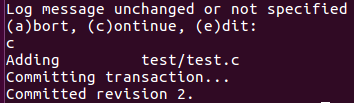 Log message unchanged or not specified
(a)bort, (c)ontinue, (e)dit:
c
Adding         test/test.c
Committing transaction...
Committed revision 2.